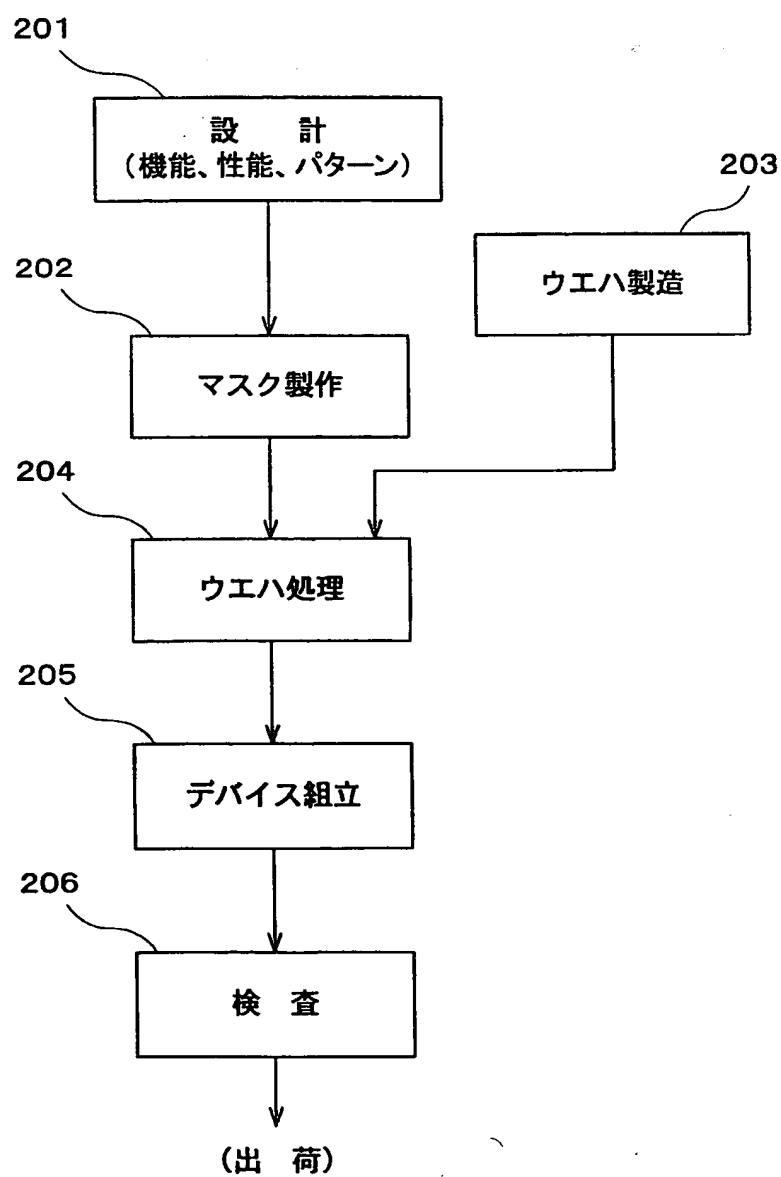 201
設 計
(機能、性能、パターン)
203
ウエハ製造
202
マスク製作
204
ウエハ処理
205
デバイス組立
206
検 査
(出 荷)